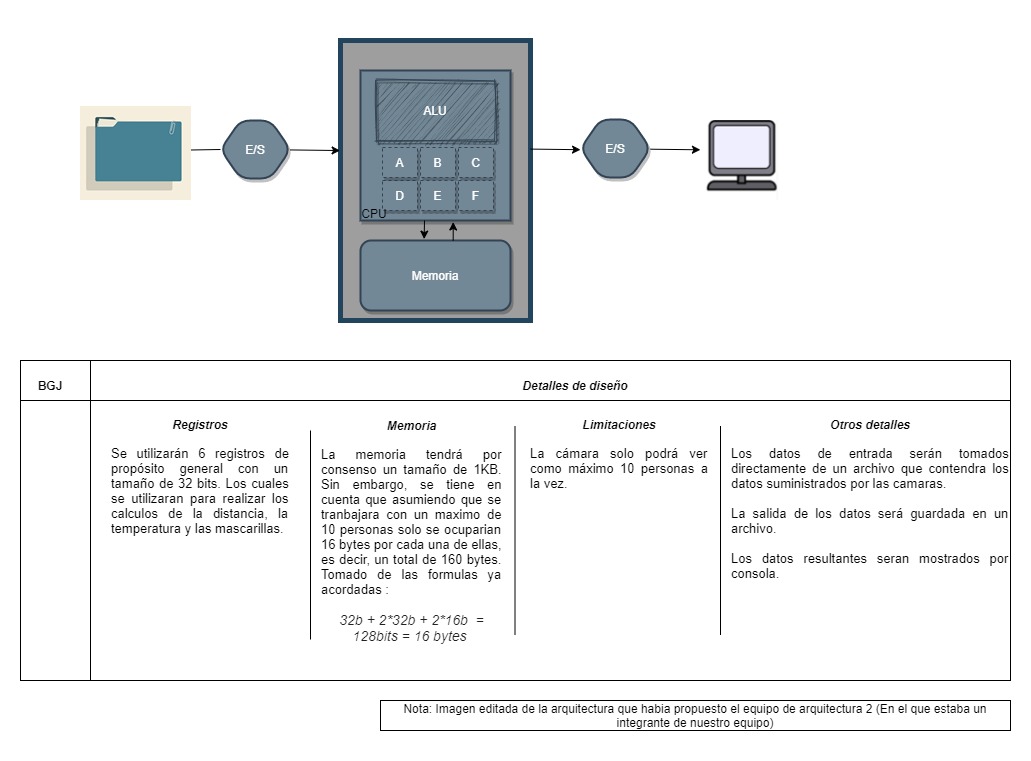 ALU
E/S
E/S
A B C
D E F
CPU
Memoria
BGJ
Detalles de diseño
Registros
Se utilizarán 6 registros de
propósito general con un
tamaño de 32 bits. Los cuales
se utilizaran para realizar los
calculos de la distancia, la
temperatura y las mascarillas.
Memoria
La memoria tendrá por
consenso un tamaño de 1KB.
Sin embargo, se tiene en
cuenta que asumiendo que se
tranbajara con un maximo de
10 personas solo se ocuparian
16 bytes por cada una de ellas,
es decir, un total de 160 bytes.
Tomado de las formulas ya
acordadas :
32b + 2*32b + 2*16b =
128bits = 16 bytes
Limitaciones
La cámara solo podrá ver
como máximo 10 personas a
la vez.
Otros detalles
Los datos de entrada serán tomados
directamente de un archivo que contendra los
datos suministrados por las camaras.
La salida de los datos será guardada en un
archivo.
Los datos resultantes seran mostrados por
consola.
Nota: Imagen editada de la arquitectura que habia propuesto el equipo de arquitectura 2 (En el que estaba un
integrante de nuestro equipo)